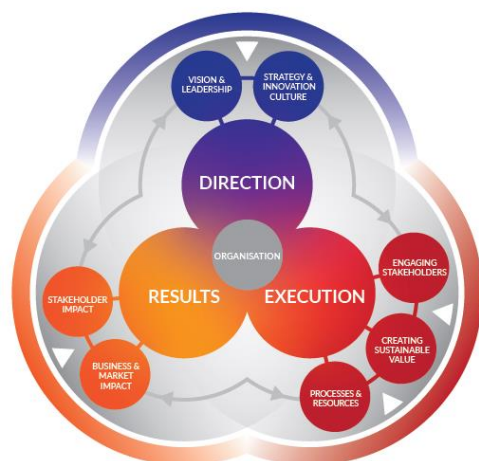 VISION &
LEADERSHIP
STRATEGY &
INNOVATION
CULTURE
DIRECTION
ORGANISATION
RESULTS
EXECUTION
ENGAGING
STAKEHOLDERS
STAKEHOLDER
IMPACT
CREATING
SUSTAINABLE
VALUE
BUSINESS &
MARKET
IMPACT
PROCESSES &
RESOURCES